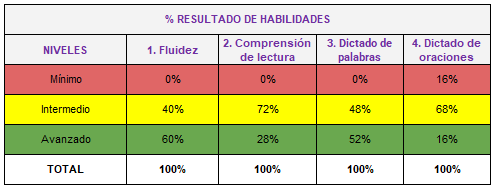 % RESULTADO DE HABILIDADES
NIVELES 1. Fluidez 2. Comprensión de lectura 3. Dictado de palabras 4. Dictado de oraciones
Mínimo 0% 0% 0% 16%
Intermedio 40% 72% 48% 68%
Avanzado 60% 28% 52% 16%
TOTAL 100% 100% 100% 100%